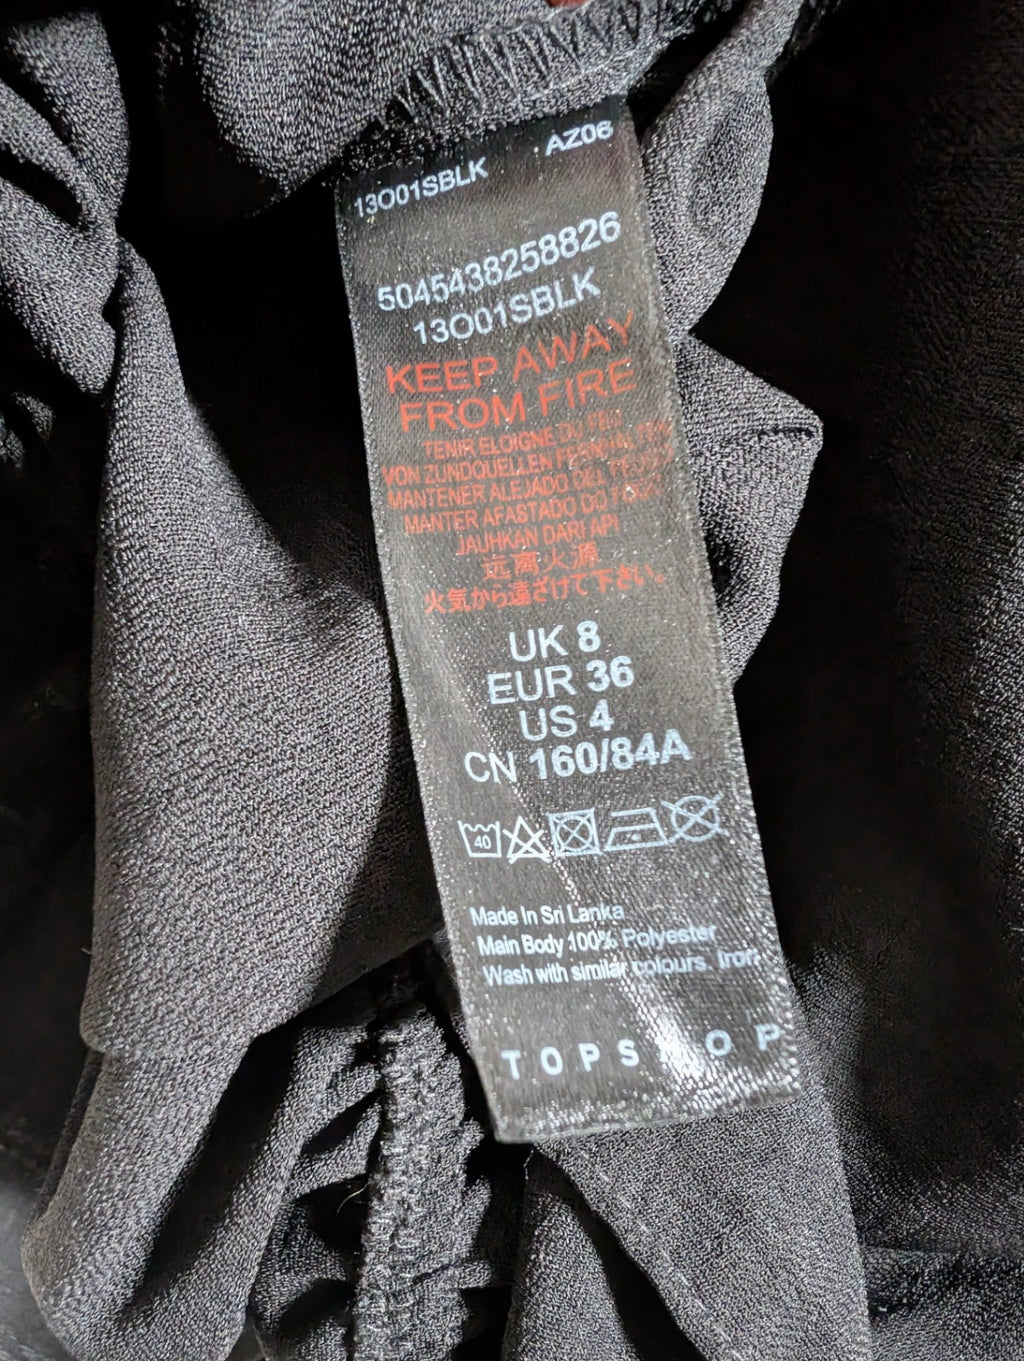 AZ06
13O01SBLK
5045438258826
13O01SBLK
KEEP AWAY
FROM FIRE
TENIR ELOIGNE DU FEU
VON ZUNDQUELLEN FERNHALTEN
MANTENER ALEJADO DEL FUEGO
MANTER AFASTADO DO FOGO
JAUHKAN DARI API
远离火源
火気から遠ざけて下さい。
UK 8
EUR 36
US 4
CN 160/84A
40
Made In Sri Lanka
Main Body 100% Polyester
Wash with similar colours. Iron
TOPSHOP